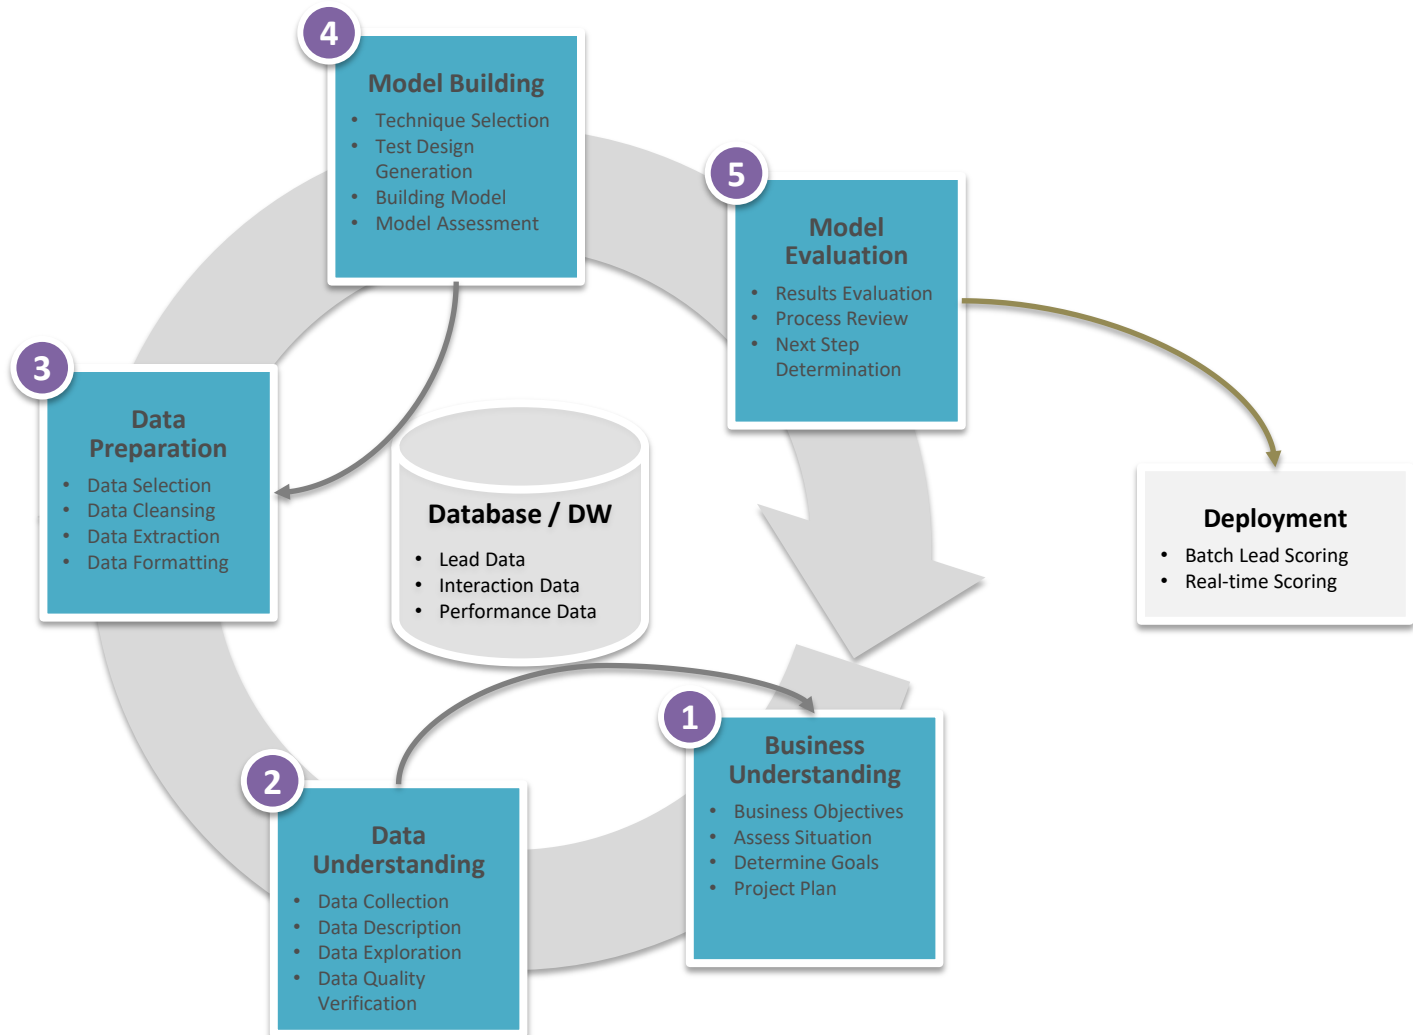 4
Model Building
• Technique Selection
• Test Design
Generation
• Building Model
• Model Assessment
5
Model
Evaluation
• Results Evaluation
• Process Review
• Next Step
Determination
3
Data
Preparation
• Data Selection
• Data Cleansing
• Data Extraction
• Data Formatting
Database / DW
• Lead Data
• Interaction Data
• Performance Data
Deployment
• Batch Lead Scoring
• Real-time Scoring
1
Business
Understanding
• Business Objectives
• Assess Situation
• Determine Goals
• Project Plan
2
Data
Understanding
• Data Collection
• Data Description
• Data Exploration
• Data Quality
Verification